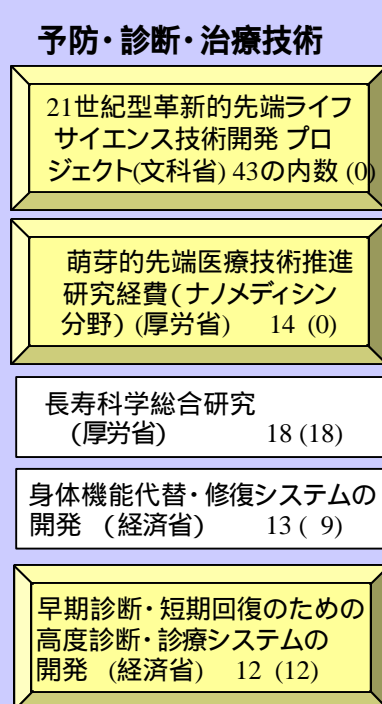 予防・診断・治療技術
21世紀型革新的先端ライフ
サイエンス技術開発 プロ
ジェクト(文科省) 43の内数 (0)
萌芽的先端医療技術推進
研究経費(ナノメディシン
分野) (厚労省) 14 (0)
長寿科学総合研究
(厚労省) 18 (18)
身体機能代替・修復システムの
開発 (経済省) 13 ( 9)
早期診断・短期回復のための
高度診断・診療システムの
開発 (経済省) 12 (12)